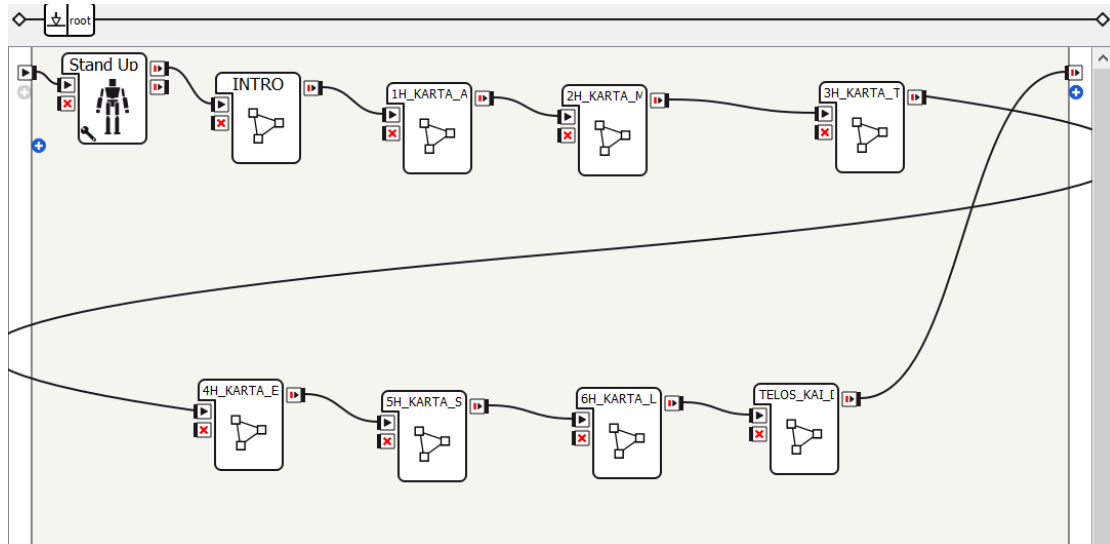 root
Stand Up
INTRO
1H_KARTA_A
2H_KARTA_M
3H_KARTA_T
4H_KARTA_E
5H_KARTA_S
6H_KARTA_L
TELOS_KAI_